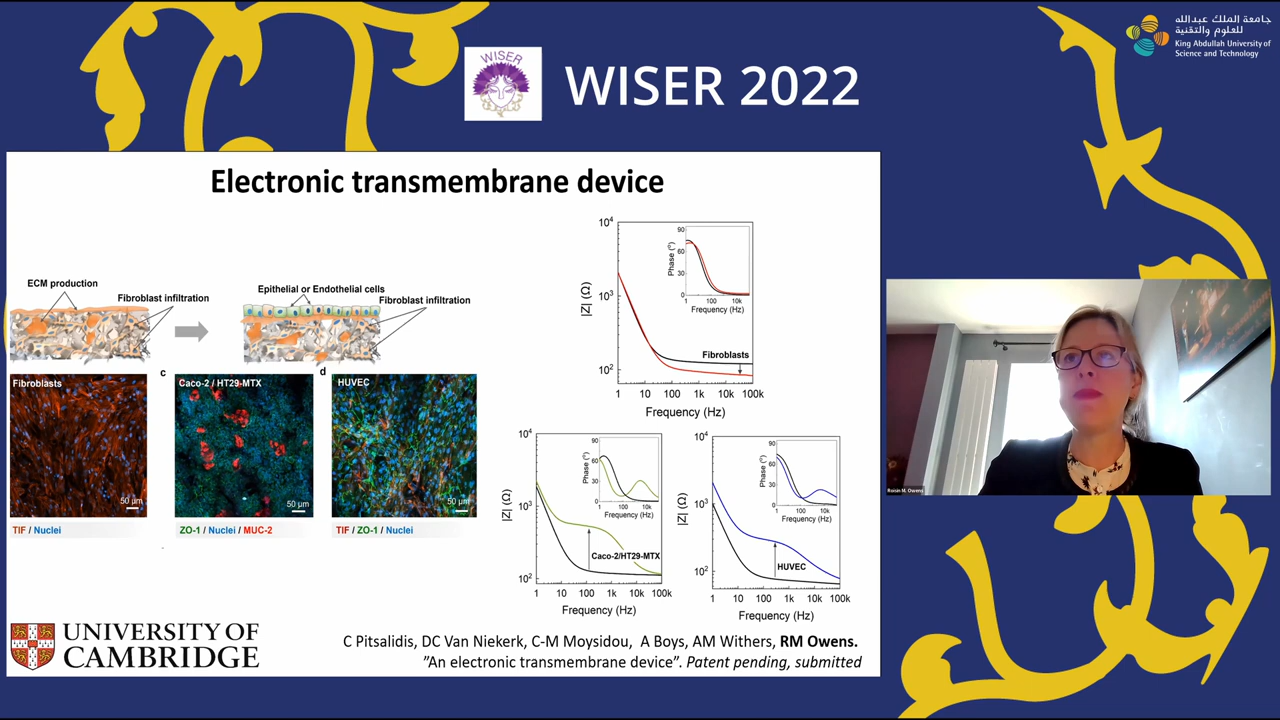 جامعة الملك عبدالله
للعلوم والتقنية
King Abdullah University of
Science and Technology
WISER
WISER 2022
Electronic transmembrane device
ECM production
Fibroblast infiltration
Epithelial or Endothelial cells
Fibroblast infiltration
Fibroblasts
50 µm
TIF / Nuclei
c
Caco-2 / HT29-MTX
50 µm
ZO-1 / Nuclei / MUC-2
d
HUVEC
50 µm
TIF / ZO-1 / Nuclei
10⁴
10³
10²
|Z| (Ω)
1 10 100 1k 10k 100k
Frequency (Hz)
Fibroblasts
90
60
30
0
Phase (°)
1 100 10k
Frequency (Hz)
10⁴
10³
10²
|Z| (Ω)
1 10 100 1k 10k 100k
Frequency (Hz)
Caco-2/HT29-MTX
90
60
30
0
Phase (°)
1 100 10k
Frequency (Hz)
10⁴
10³
10²
|Z| (Ω)
1 10 100 1k 10k 100k
Frequency (Hz)
HUVEC
90
60
30
0
Phase (°)
1 100 10k
Frequency (Hz)
Roisin M. Owens
UNIVERSITY OF
CAMBRIDGE
C Pitsalidis, DC Van Niekerk, C-M Moysidou, A Boys, AM Withers, RM Owens.
”An electronic transmembrane device”. Patent pending, submitted